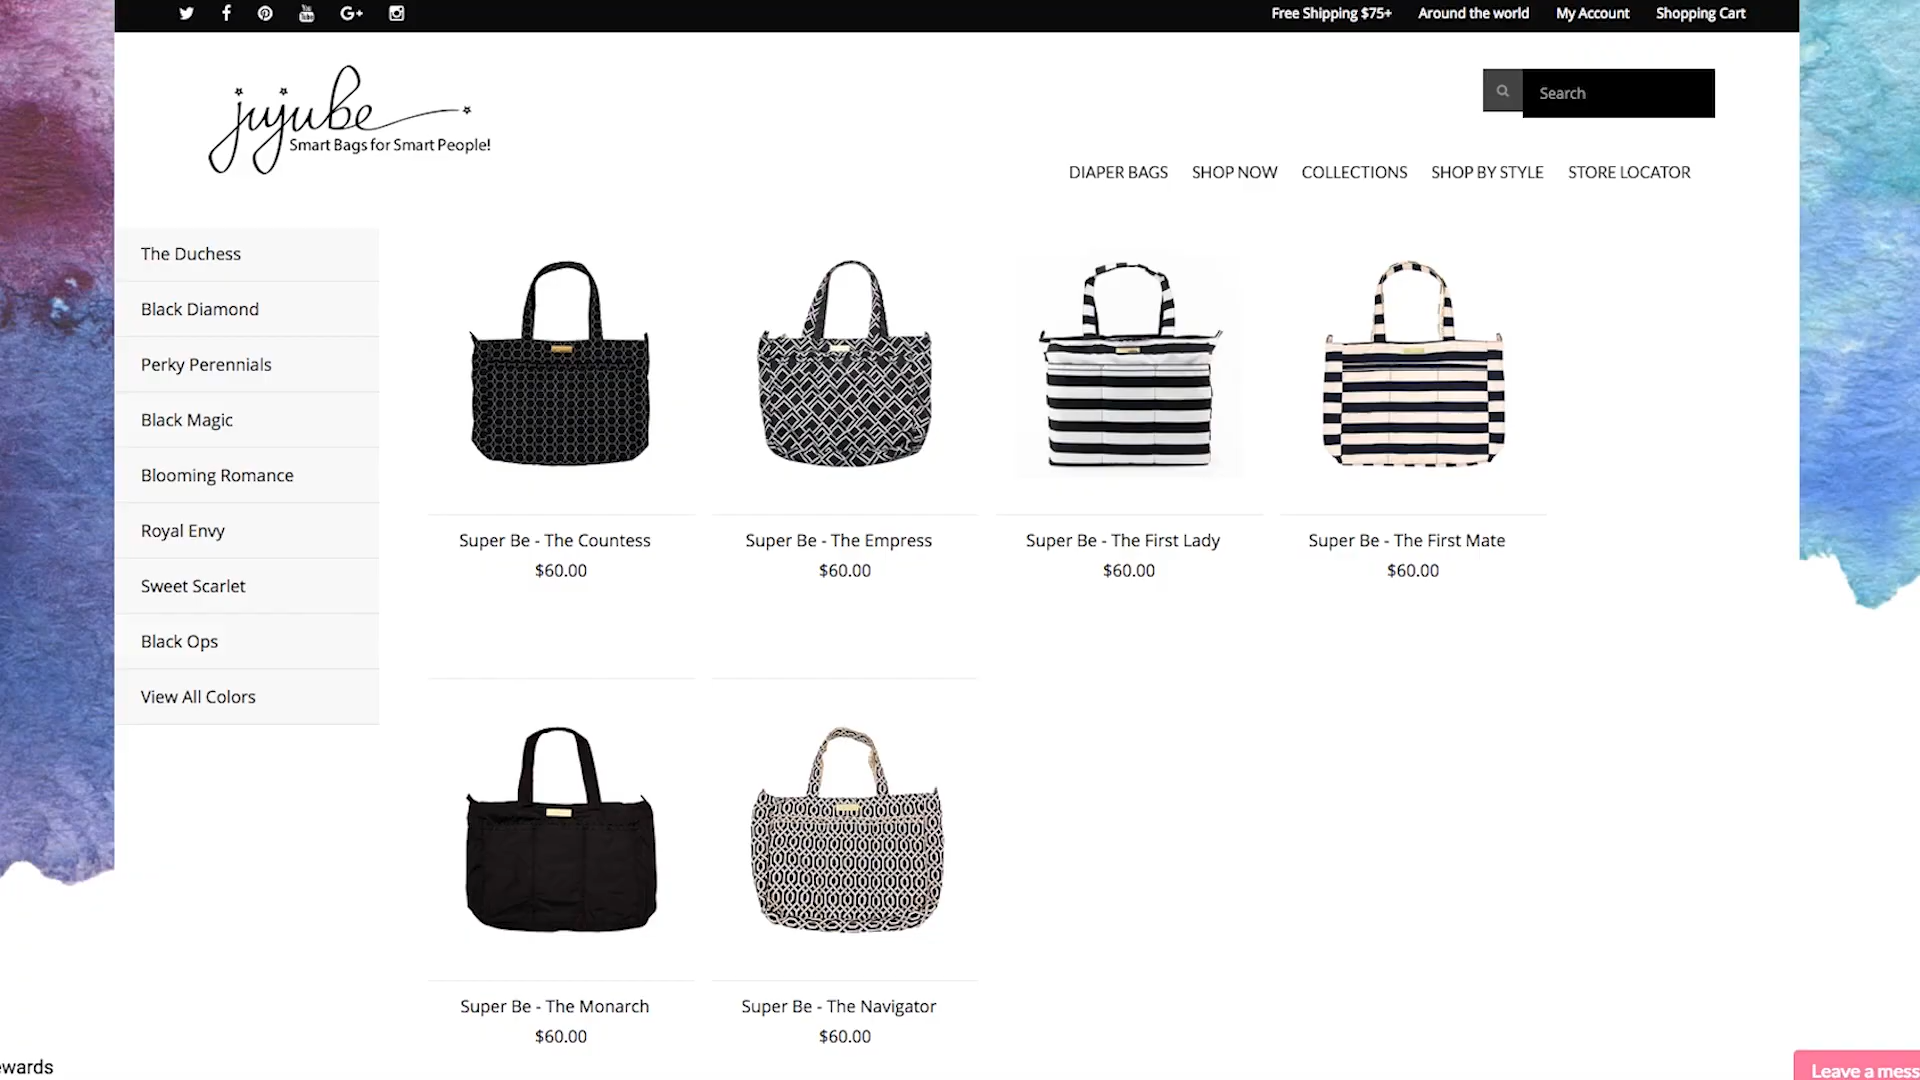 You Tube
Free Shipping $75+ Around the world My Account Shopping Cart
jujube
Smart Bags for Smart People!
Search
DIAPER BAGS SHOP NOW COLLECTIONS SHOP BY STYLE STORE LOCATOR
The Duchess
Black Diamond
Perky Perennials
Black Magic
Blooming Romance
Royal Envy
Sweet Scarlet
Black Ops
View All Colors
Super Be - The Countess
$60.00
Super Be - The Empress
$60.00
Super Be - The First Lady
$60.00
Super Be - The First Mate
$60.00
Super Be - The Monarch
$60.00
Super Be - The Navigator
$60.00
ewards
Leave a mess